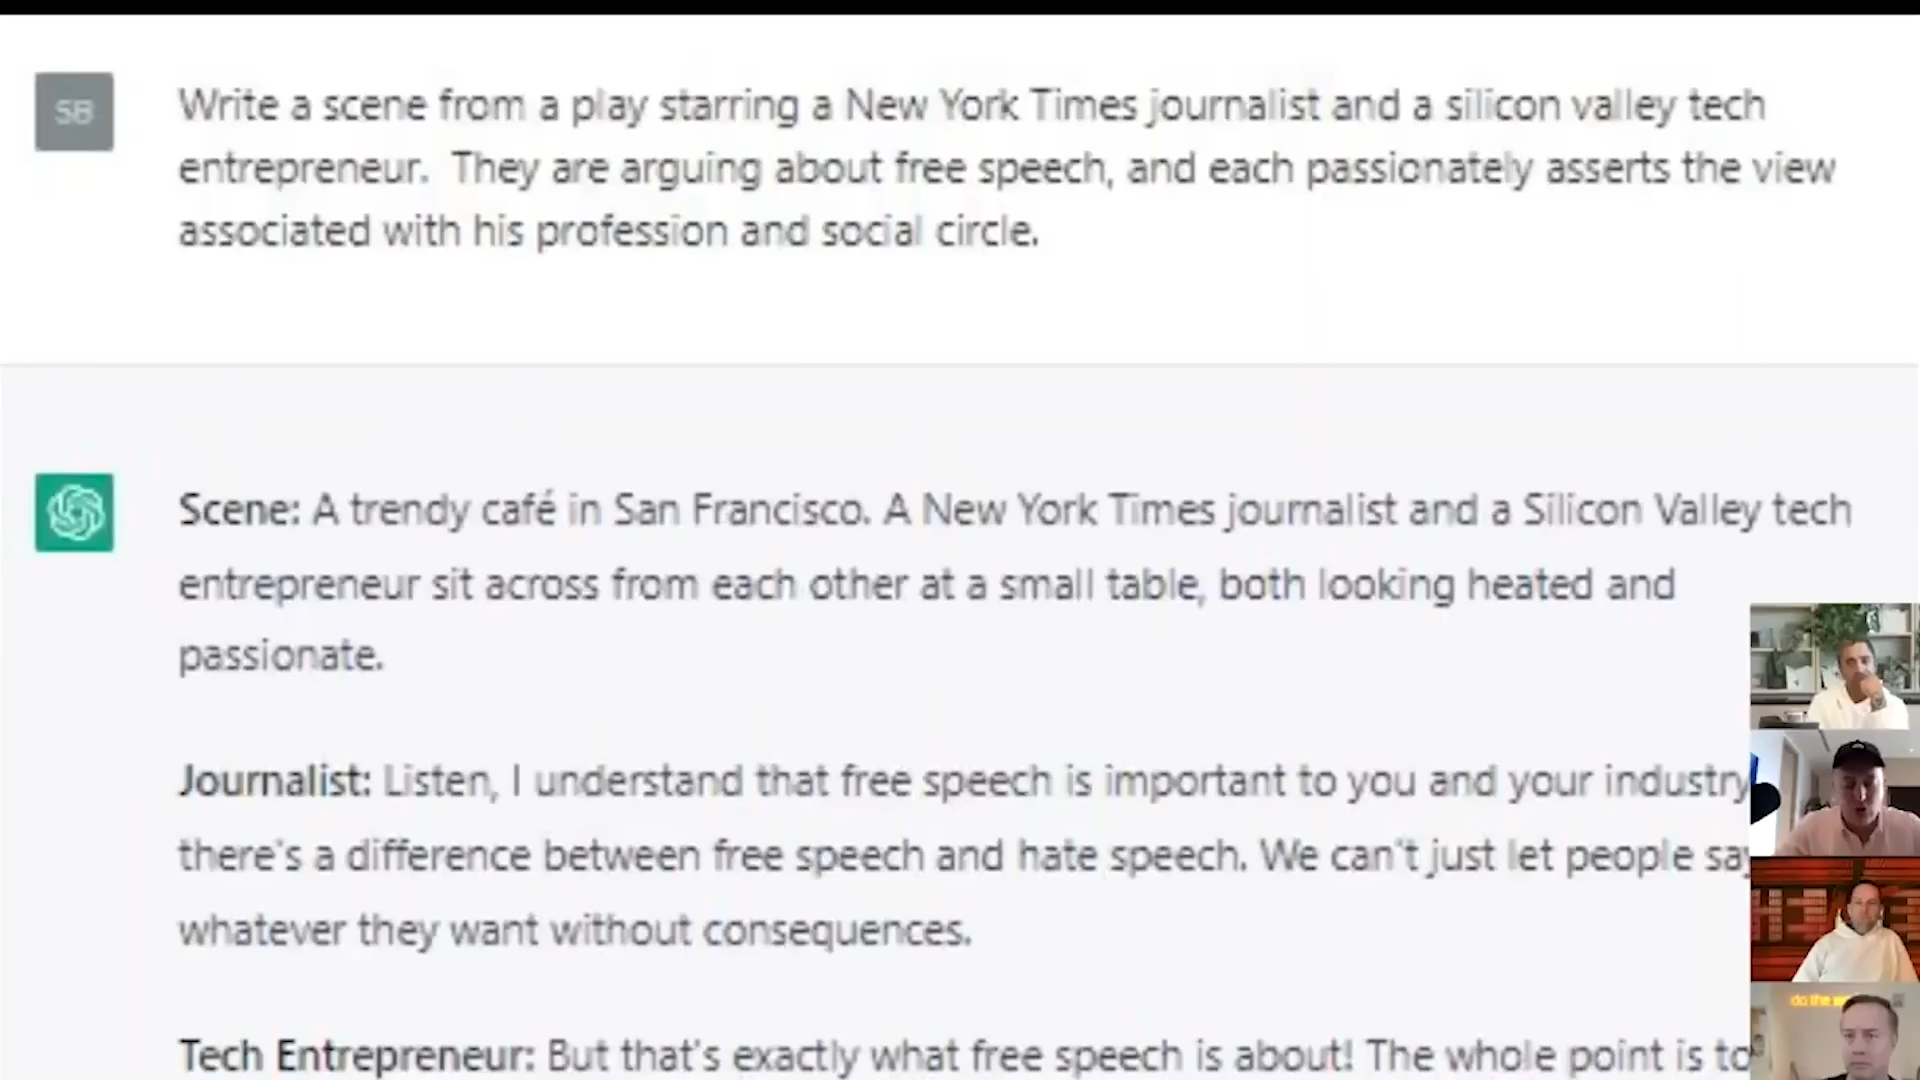 SB
Write a scene from a play starring a New York Times journalist and a silicon valley tech
entrepreneur.  They are arguing about free speech, and each passionately asserts the view
associated with his profession and social circle.
Scene: A trendy café in San Francisco. A New York Times journalist and a Silicon Valley tech
entrepreneur sit across from each other at a small table, both looking heated and
passionate.
Journalist: Listen, I understand that free speech is important to you and your industry
there's a difference between free speech and hate speech. We can't just let people say
whatever they want without consequences.
Tech Entrepreneur: But that's exactly what free speech is about! The whole point is to
do the